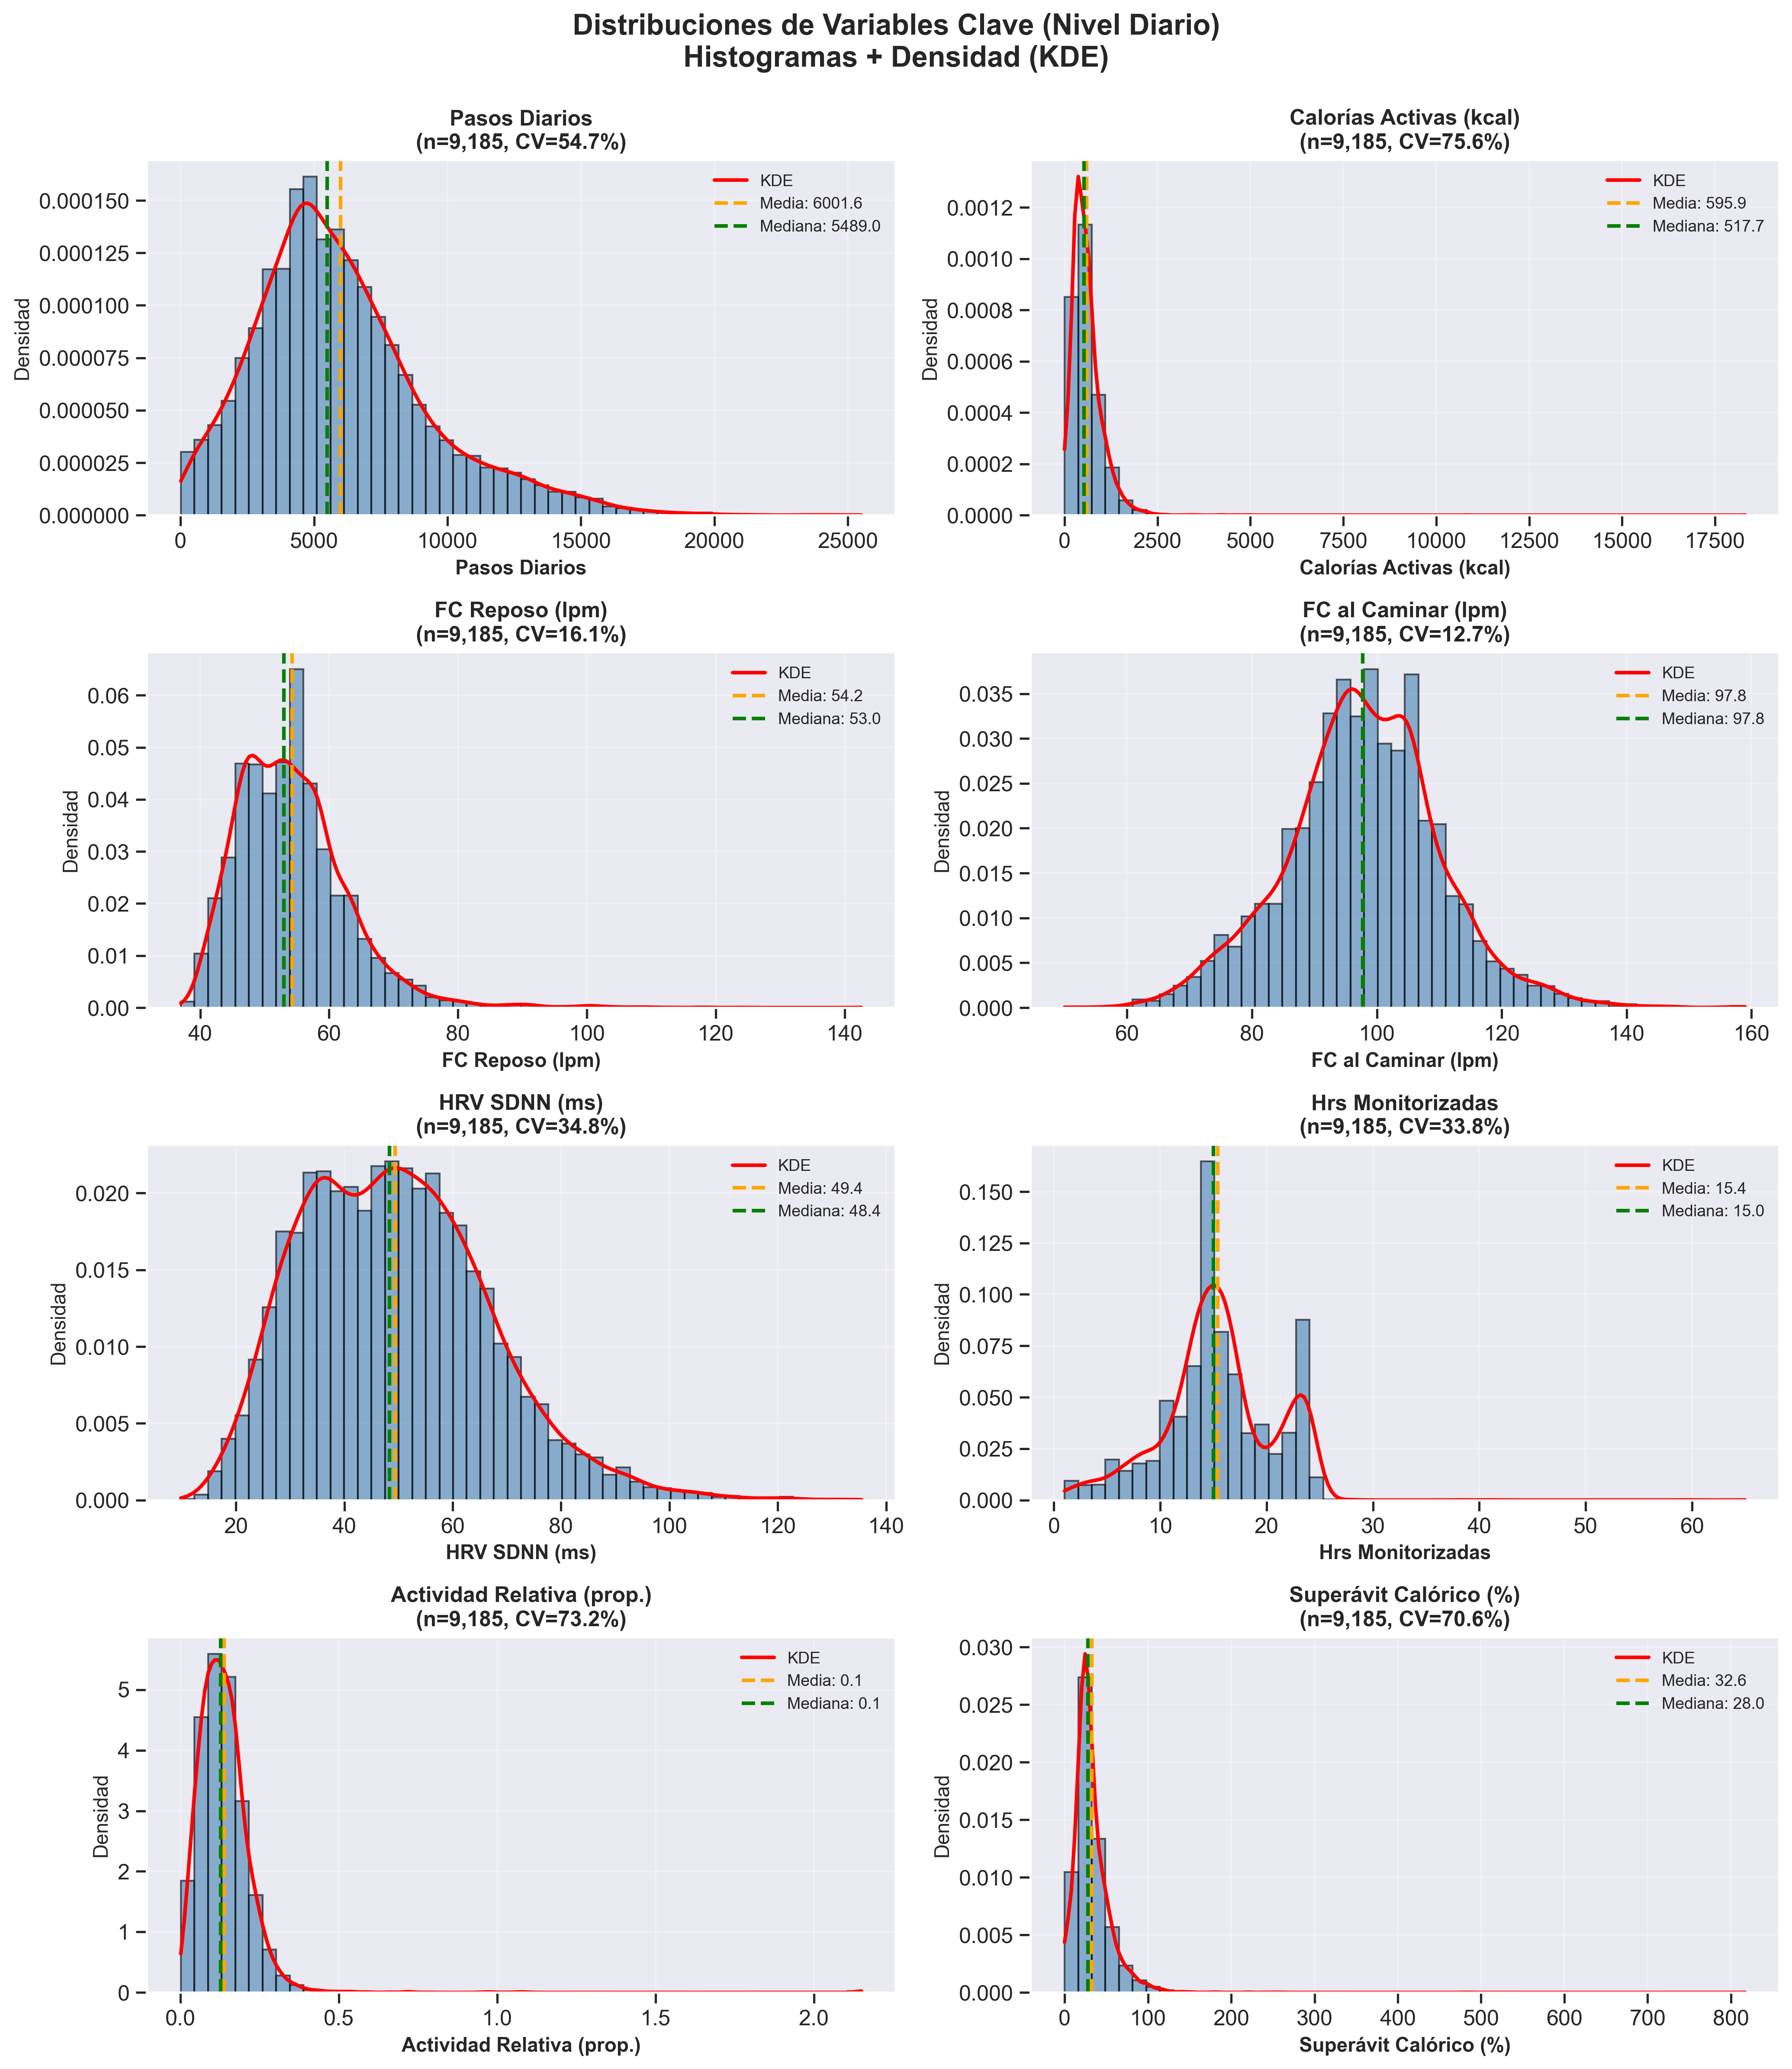 Distribuciones de Variables Clave (Nivel Diario)
Histogramas + Densidad (KDE)
Pasos Diarios
(n=9,185, CV=54.7%)
KDE
Media: 6001.6
Mediana: 5489.0
Densidad
0.000150
0.000125
0.000100
0.000075
0.000050
0.000025
0.000000
0 5000 10000 15000 20000 25000
Pasos Diarios
Calorías Activas (kcal)
(n=9,185, CV=75.6%)
KDE
Media: 595.9
Mediana: 517.7
Densidad
0.0012
0.0010
0.0008
0.0006
0.0004
0.0002
0.0000
0 2500 5000 7500 10000 12500 15000 17500
Calorías Activas (kcal)
FC Reposo (lpm)
(n=9,185, CV=16.1%)
KDE
Media: 54.2
Mediana: 53.0
Densidad
0.06
0.05
0.04
0.03
0.02
0.01
0.00
40 60 80 100 120 140
FC Reposo (lpm)
FC al Caminar (lpm)
(n=9,185, CV=12.7%)
KDE
Media: 97.8
Mediana: 97.8
Densidad
0.035
0.030
0.025
0.020
0.015
0.010
0.005
0.000
60 80 100 120 140 160
FC al Caminar (lpm)
HRV SDNN (ms)
(n=9,185, CV=34.8%)
KDE
Media: 49.4
Mediana: 48.4
Densidad
0.020
0.015
0.010
0.005
0.000
20 40 60 80 100 120 140
HRV SDNN (ms)
Hrs Monitorizadas
(n=9,185, CV=33.8%)
KDE
Media: 15.4
Mediana: 15.0
Densidad
0.150
0.125
0.100
0.075
0.050
0.025
0.000
0 10 20 30 40 50 60
Hrs Monitorizadas
Actividad Relativa (prop.)
(n=9,185, CV=73.2%)
KDE
Media: 0.1
Mediana: 0.1
Densidad
5
4
3
2
1
0
0.0 0.5 1.0 1.5 2.0
Actividad Relativa (prop.)
Superávit Calórico (%)
(n=9,185, CV=70.6%)
KDE
Media: 32.6
Mediana: 28.0
Densidad
0.030
0.025
0.020
0.015
0.010
0.005
0.000
0 100 200 300 400 500 600 700 800
Superávit Calórico (%)